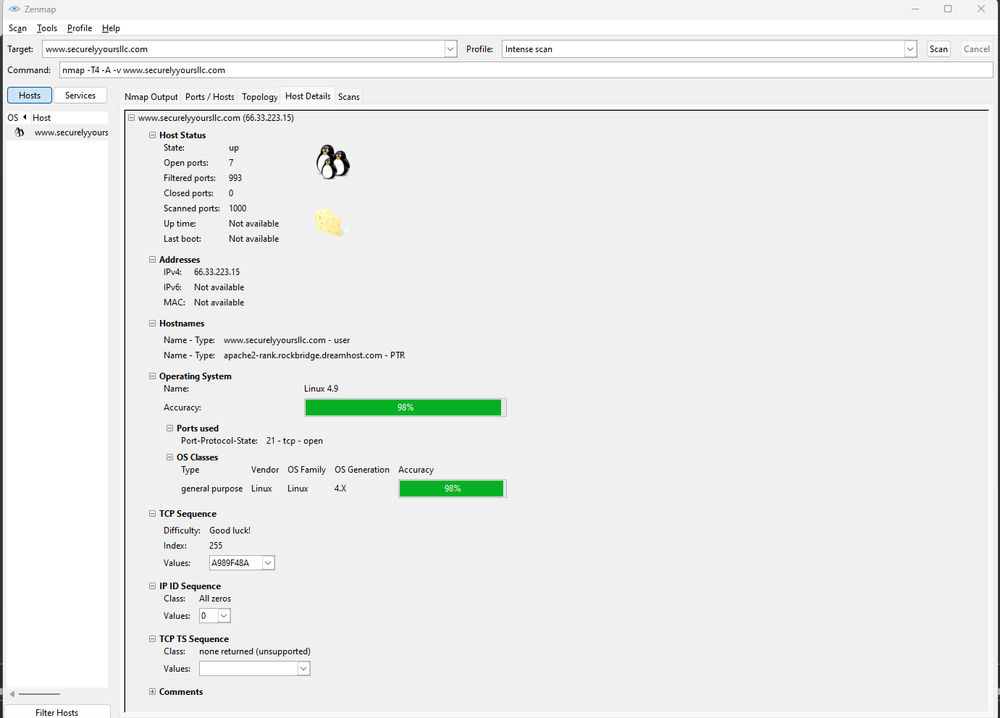 Zenmap
Scan Tools Profile Help
Target: www.securelyyoursllc.com Profile: Intense scan Scan Cancel
Command: nmap -T4 -A -v www.securelyyoursllc.com
Hosts Services
Nmap Output Ports / Hosts Topology Host Details Scans
OS Host
www.securelyyours
www.securelyyoursllc.com (66.33.223.15)
Host Status
State: up
Open ports: 7
Filtered ports: 993
Closed ports: 0
Scanned ports: 1000
Up time: Not available
Last boot: Not available
Addresses
IPv4: 66.33.223.15
IPv6: Not available
MAC: Not available
Hostnames
Name - Type: www.securelyyoursllc.com - user
Name - Type: apache2-rank.rockbridge.dreamhost.com - PTR
Operating System
Name: Linux 4.9
Accuracy: 98%
Ports used
Port-Protocol-State: 21 - tcp - open
OS Classes
Type Vendor OS Family OS Generation Accuracy
general purpose Linux Linux 4.X 98%
TCP Sequence
Difficulty: Good luck!
Index: 255
Values: A989F48A
IP ID Sequence
Class: All zeros
Values: 0
TCP TS Sequence
Class: none returned (unsupported)
Values:
Comments
Filter Hosts